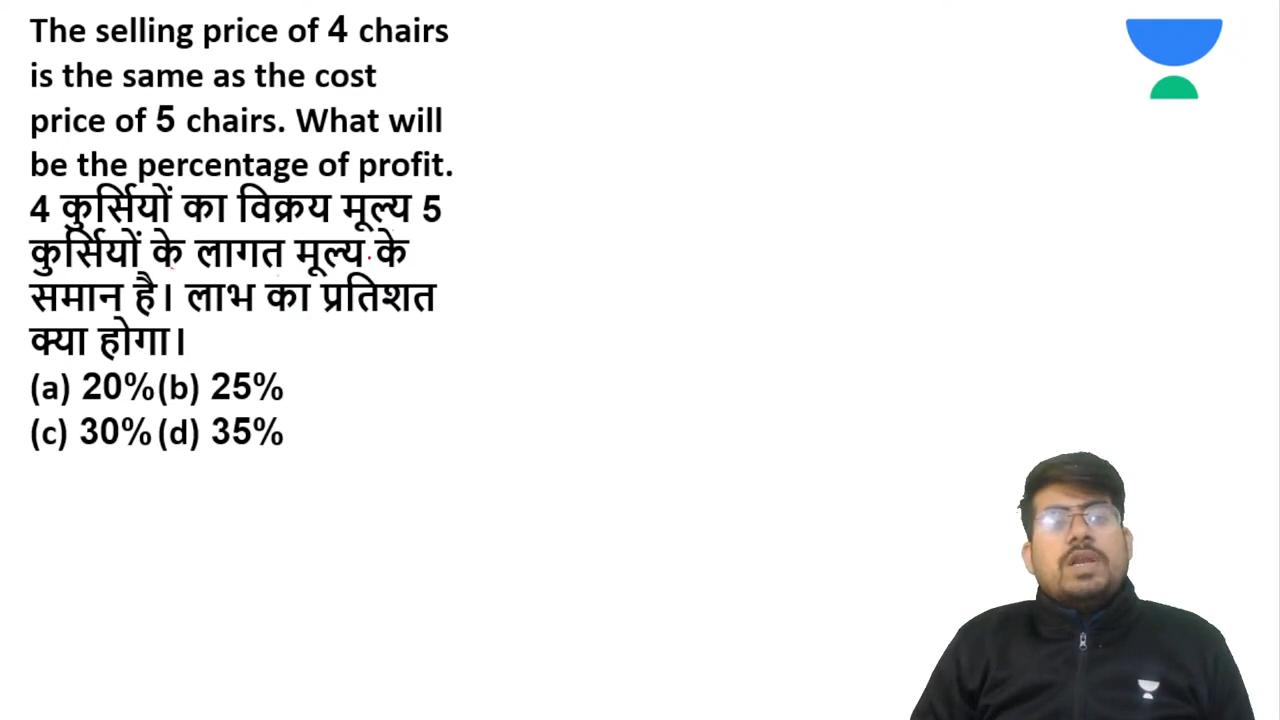 The selling price of 4 chairs
is the same as the cost
price of 5 chairs. What will
be the percentage of profit.
4 कुर्सियों का विक्रय मूल्य 5
कुर्सियों के लागत मूल्य के
समान है। लाभ का प्रतिशत
क्या होगा।
(a) 20%(b) 25%
(c) 30% (d) 35%